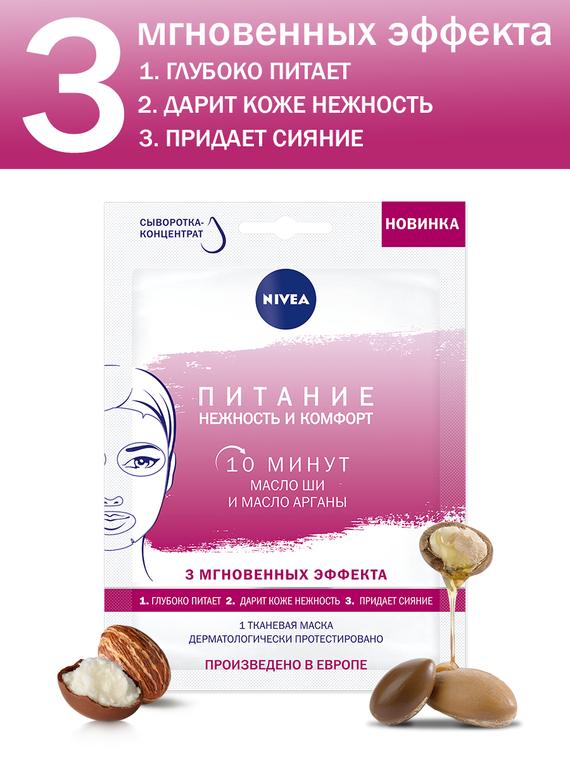 3 мгновенных эффекта
1. ГЛУБОКО ПИТАЕТ
2. ДАРИТ КОЖЕ НЕЖНОСТЬ
3. ПРИДАЕТ СИЯНИЕ
СЫВОРОТКА-
КОНЦЕНТРАТ
НОВИНКА
NIVEA
ПИТАНИЕ
НЕЖНОСТЬ И КОМФОРТ
10 МИНУТ
МАСЛО ШИ
И МАСЛО АРГАНЫ
3 МГНОВЕННЫХ ЭФФЕКТА
1. ГЛУБОКО ПИТАЕТ 2. ДАРИТ КОЖЕ НЕЖНОСТЬ 3. ПРИДАЕТ СИЯНИЕ
1 ТКАНЕВАЯ МАСКА
ДЕРМАТОЛОГИЧЕСКИ ПРОТЕСТИРОВАНО
ПРОИЗВЕДЕНО В ЕВРОПЕ